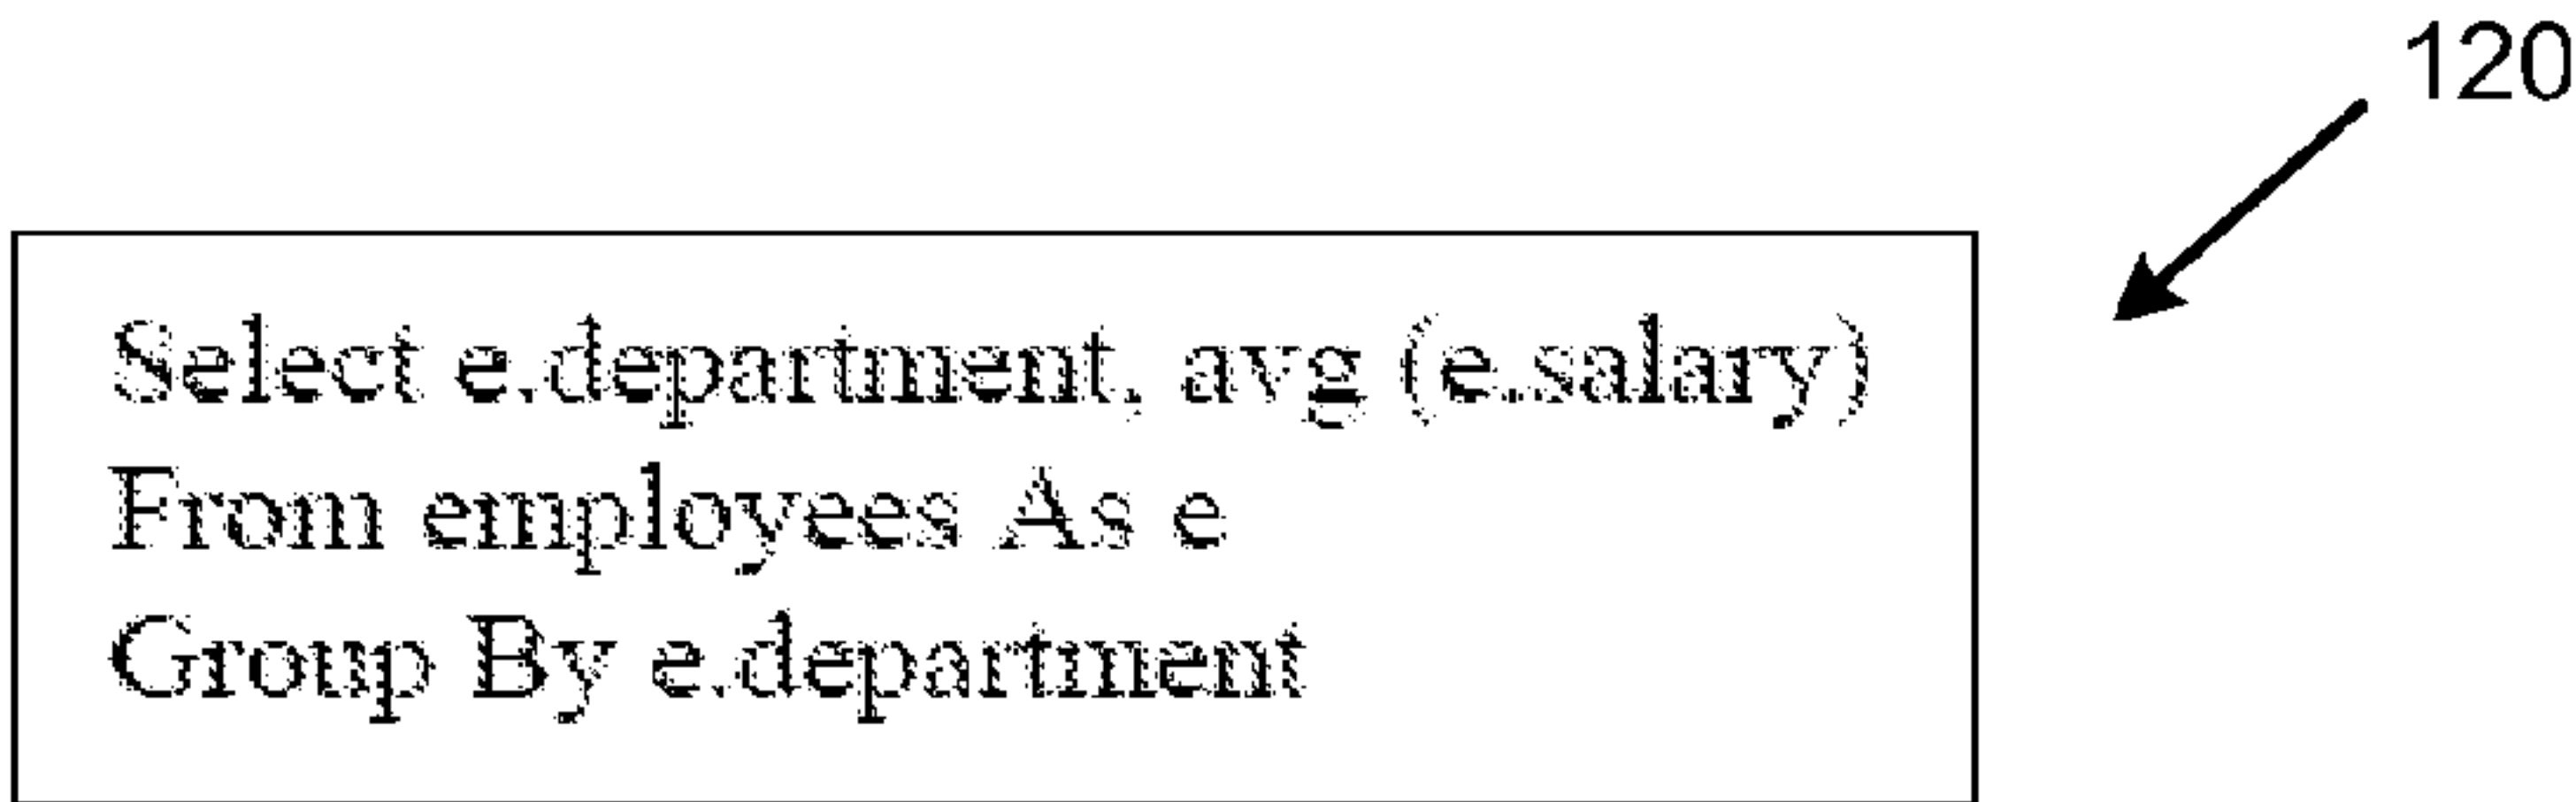 120
Select e.department, avg (e.salary)
From employees As e
Group By e.department